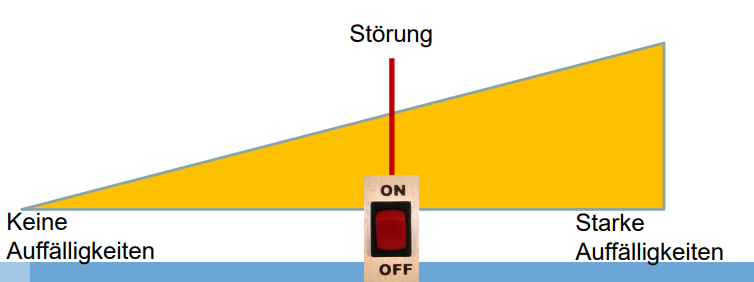 Störung
ON
OFF
Keine
Auffälligkeiten
Starke
Auffälligkeiten